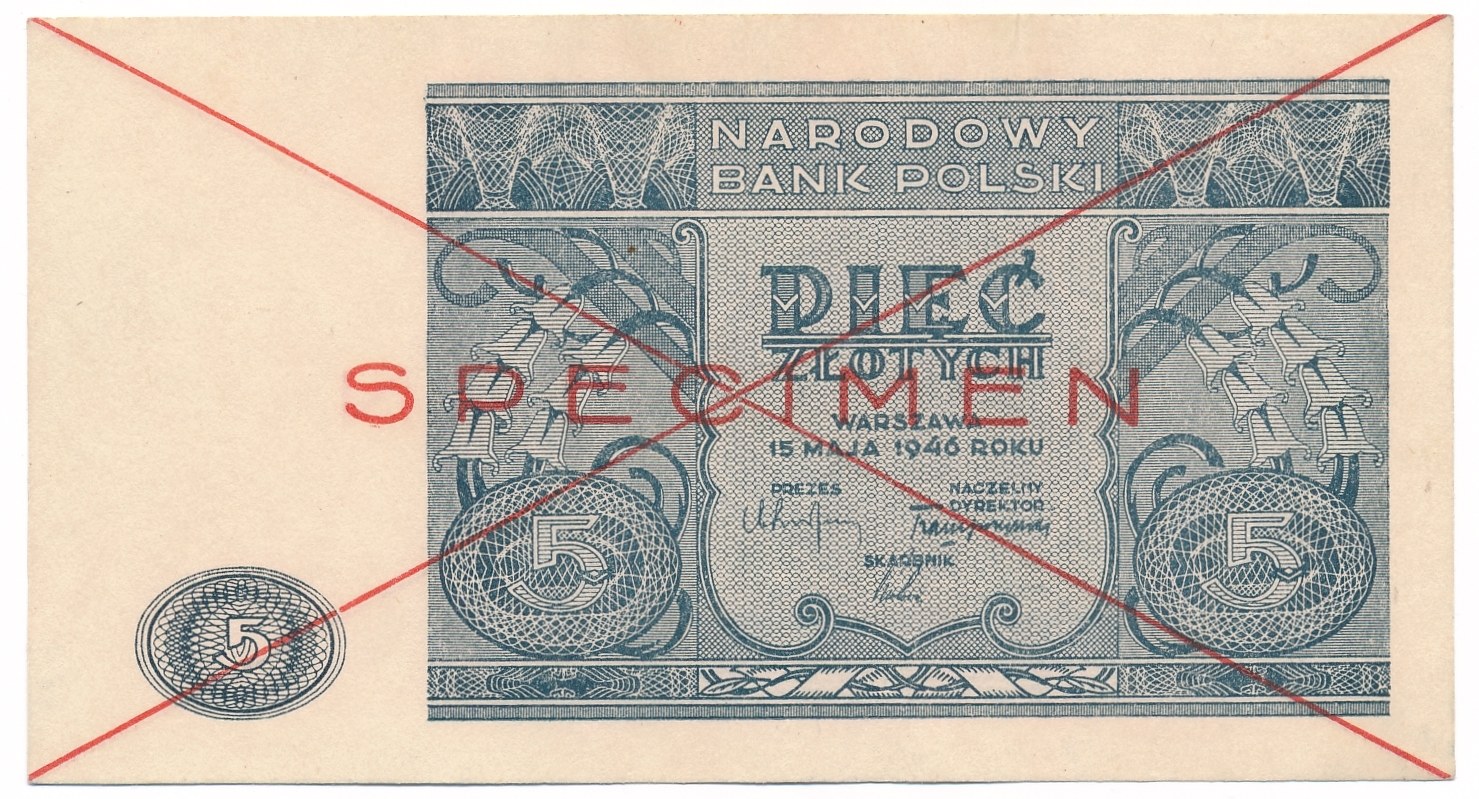 NARODOWY
BANK POLSKI
PIĘĆ
ZŁOTYCH
SPECIMEN
WARSZAWA
15 MAJA 1946 ROKU
PREZES
NACZELNY
DYREKTOR
SKARBNIK
5
5
5